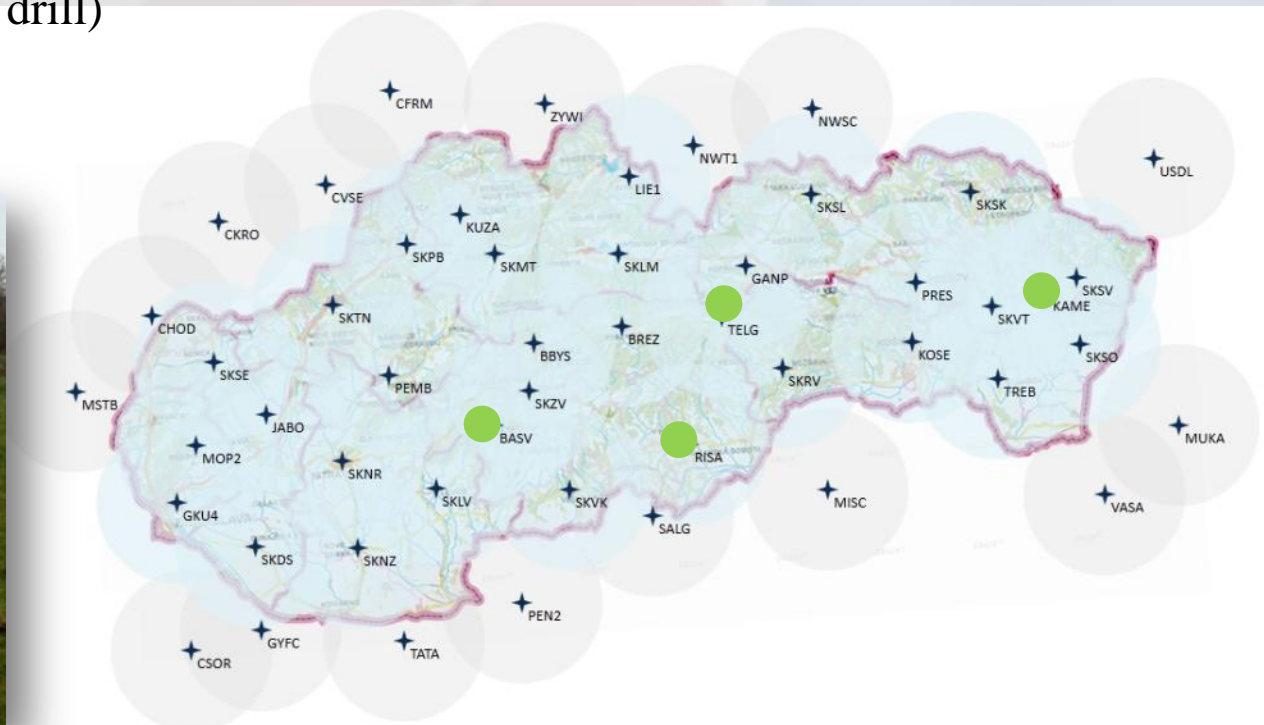 drill)
CFRM
ZYWI
NWSC
NWT1
USDL
CVSE
LIE1
CKRO
KUZA
SKSL
SKSK
SKPB
SKMT
SKLM
GANP
PRES
SKSV
KAME
SKTN
SKVT
CHOD
TELG
BREZ
BBYS
KOSE
SKSO
SKSE
PEMB
SKZV
SKRV
TREB
MSTB
JABO
BASV
MUKA
MOP2
RISA
SKNR
SKLV
SKVK
MISC
VASA
GKU4
SALG
SKDS
SKNZ
PEN2
GYFC
TATA
CSOR